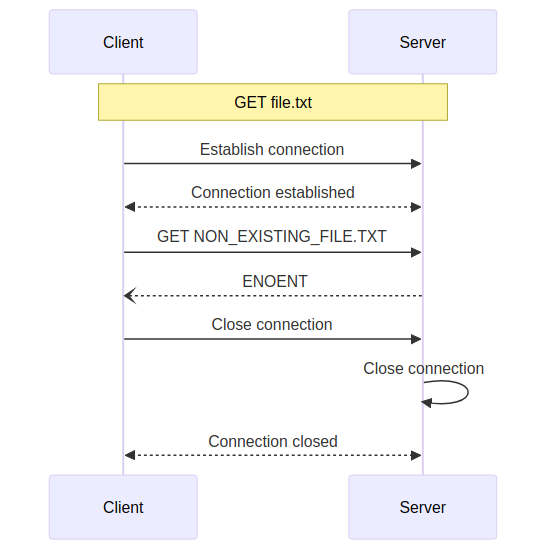 Client
Server
GET file.txt
Establish connection
Connection established
GET NON_EXISTING_FILE.TXT
ENOENT
Close connection
Close connection
Connection closed
Client
Server